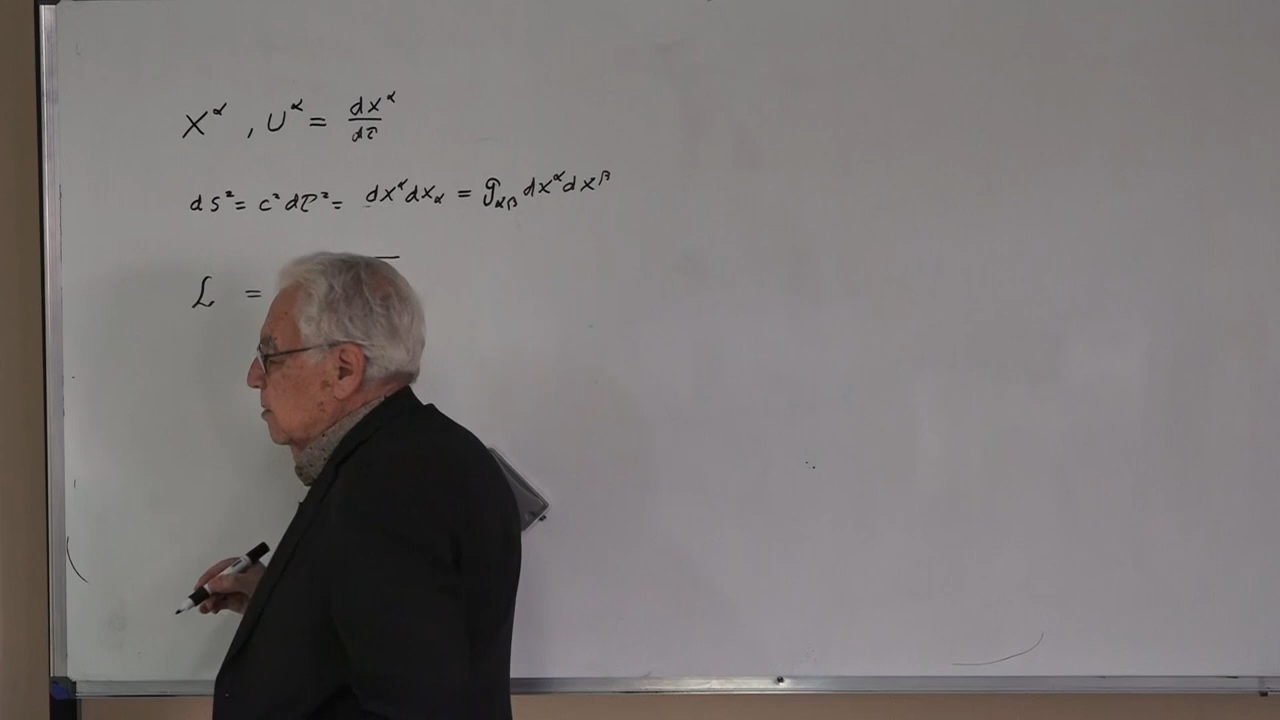 X^α , U^α = dx^α/dτ
ds² = c²dτ² = dx^α dx_α = g_αβ dx^α dx^β
ℒ =